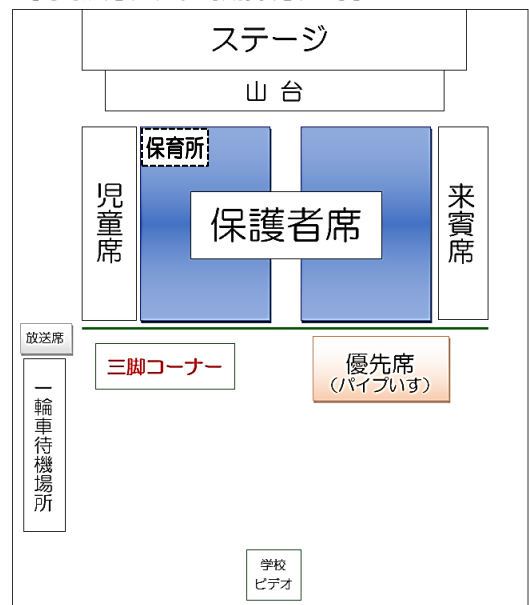 ステージ
山台
保育所
児童席
保護者席
来賓席
放送席
三脚コーナー
優先席
(パイプいす)
一輪車待機場所
学校
ビデオ